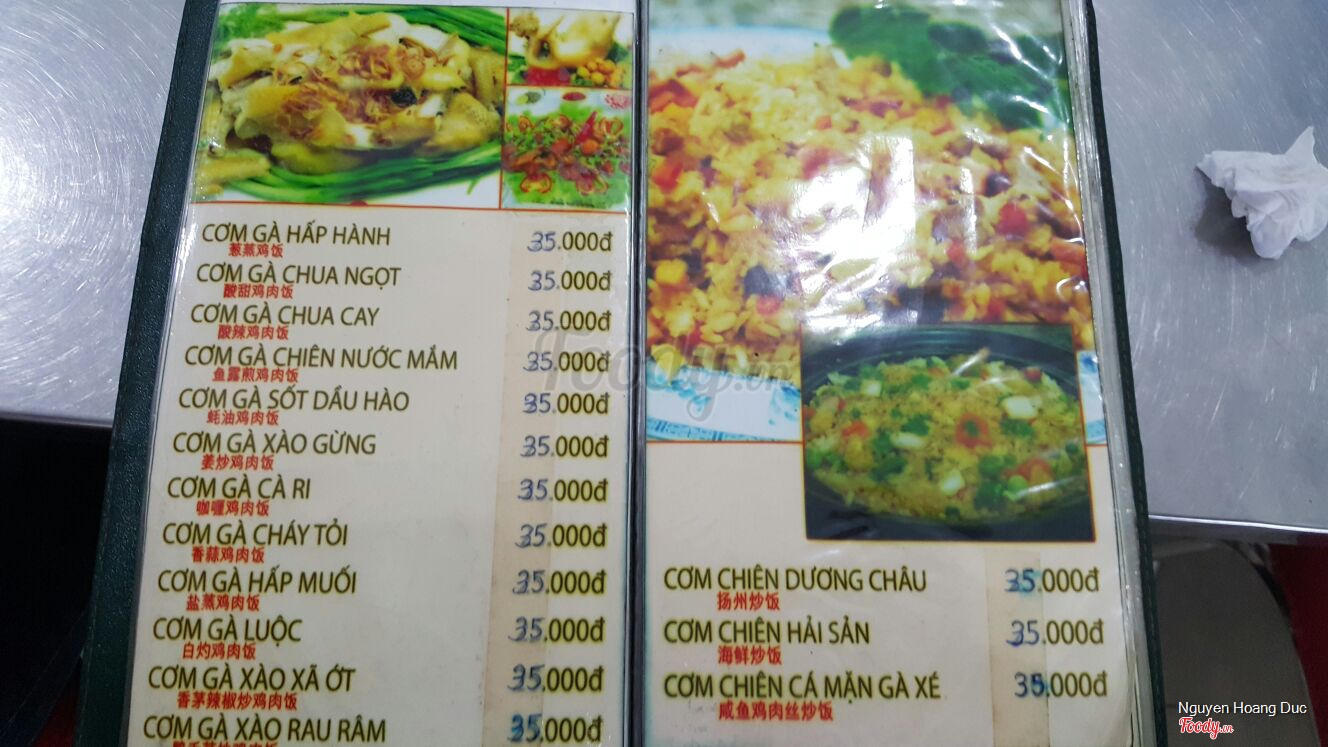 CƠM GÀ HẤP HÀNH 35.000đ
葱蒸鸡饭
CƠM GÀ CHUA NGỌT 35.000đ
酸甜鸡肉饭
CƠM GÀ CHUA CAY 35.000đ
酸辣鸡肉饭
CƠM GÀ CHIÊN NƯỚC MẮM 35.000đ
鱼露煎鸡肉饭
CƠM GÀ SỐT DẦU HÀO 35.000đ
蚝油鸡肉饭
CƠM GÀ XÀO GỪNG 35.000đ
姜炒鸡肉饭
CƠM GÀ CÀ RI 35.000đ
咖喱鸡肉饭
CƠM GÀ CHÁY TỎI 35.000đ
香蒜鸡肉饭
CƠM GÀ HẤP MUỐI 35.000đ
盐蒸鸡肉饭
CƠM GÀ LUỘC 35.000đ
白灼鸡肉饭
CƠM GÀ XÀO XÃ ỚT 35.000đ
香茅辣椒炒鸡肉饭
CƠM GÀ XÀO RAU RÂM 35.000đ
CƠM CHIÊN DƯƠNG CHÂU 35.000đ
扬州炒饭
CƠM CHIÊN HẢI SẢN 35.000đ
海鲜炒饭
CƠM CHIÊN CÁ MẶN GÀ XÉ 35.000đ
咸鱼鸡肉丝炒饭
Foody.vn
Nguyen Hoang Duc
Foody.vn